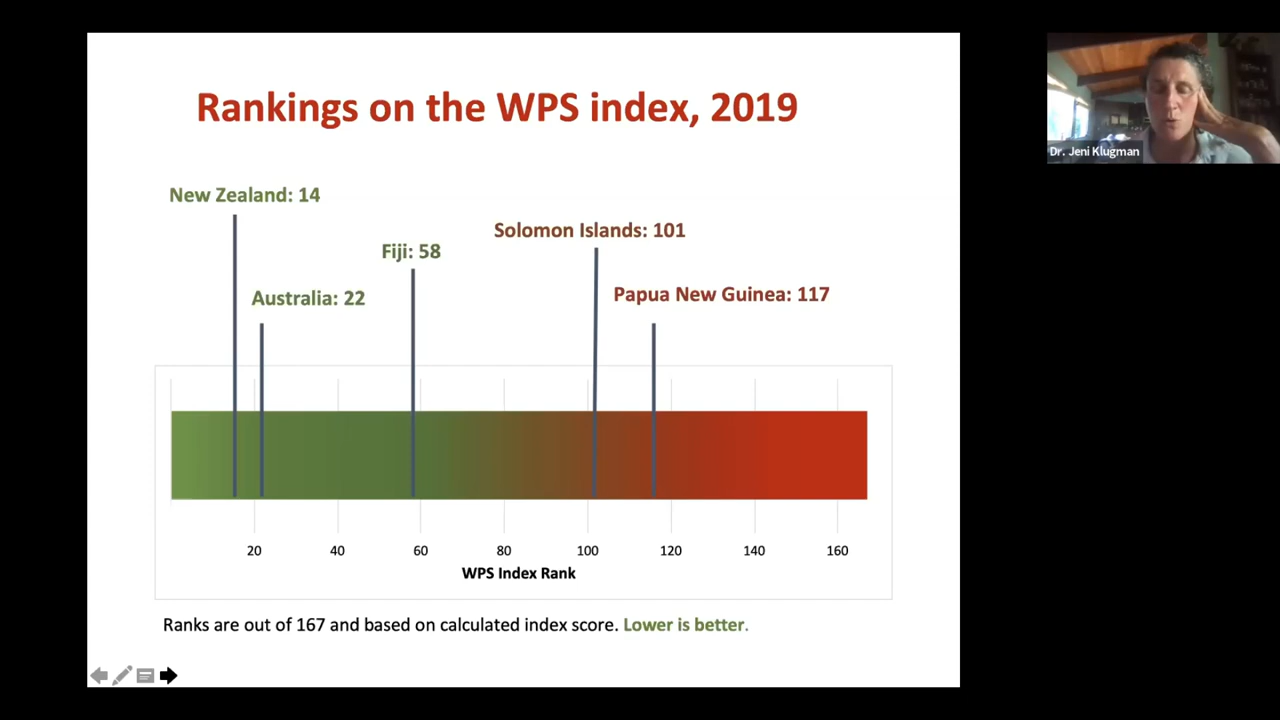 Rankings on the WPS index, 2019
Dr. Jeni Klugman
New Zealand: 14
Solomon Islands: 101
Fiji: 58
Australia: 22
Papua New Guinea: 117
20 40 60 80 100 120 140 160
WPS Index Rank
Ranks are out of 167 and based on calculated index score. Lower is better.